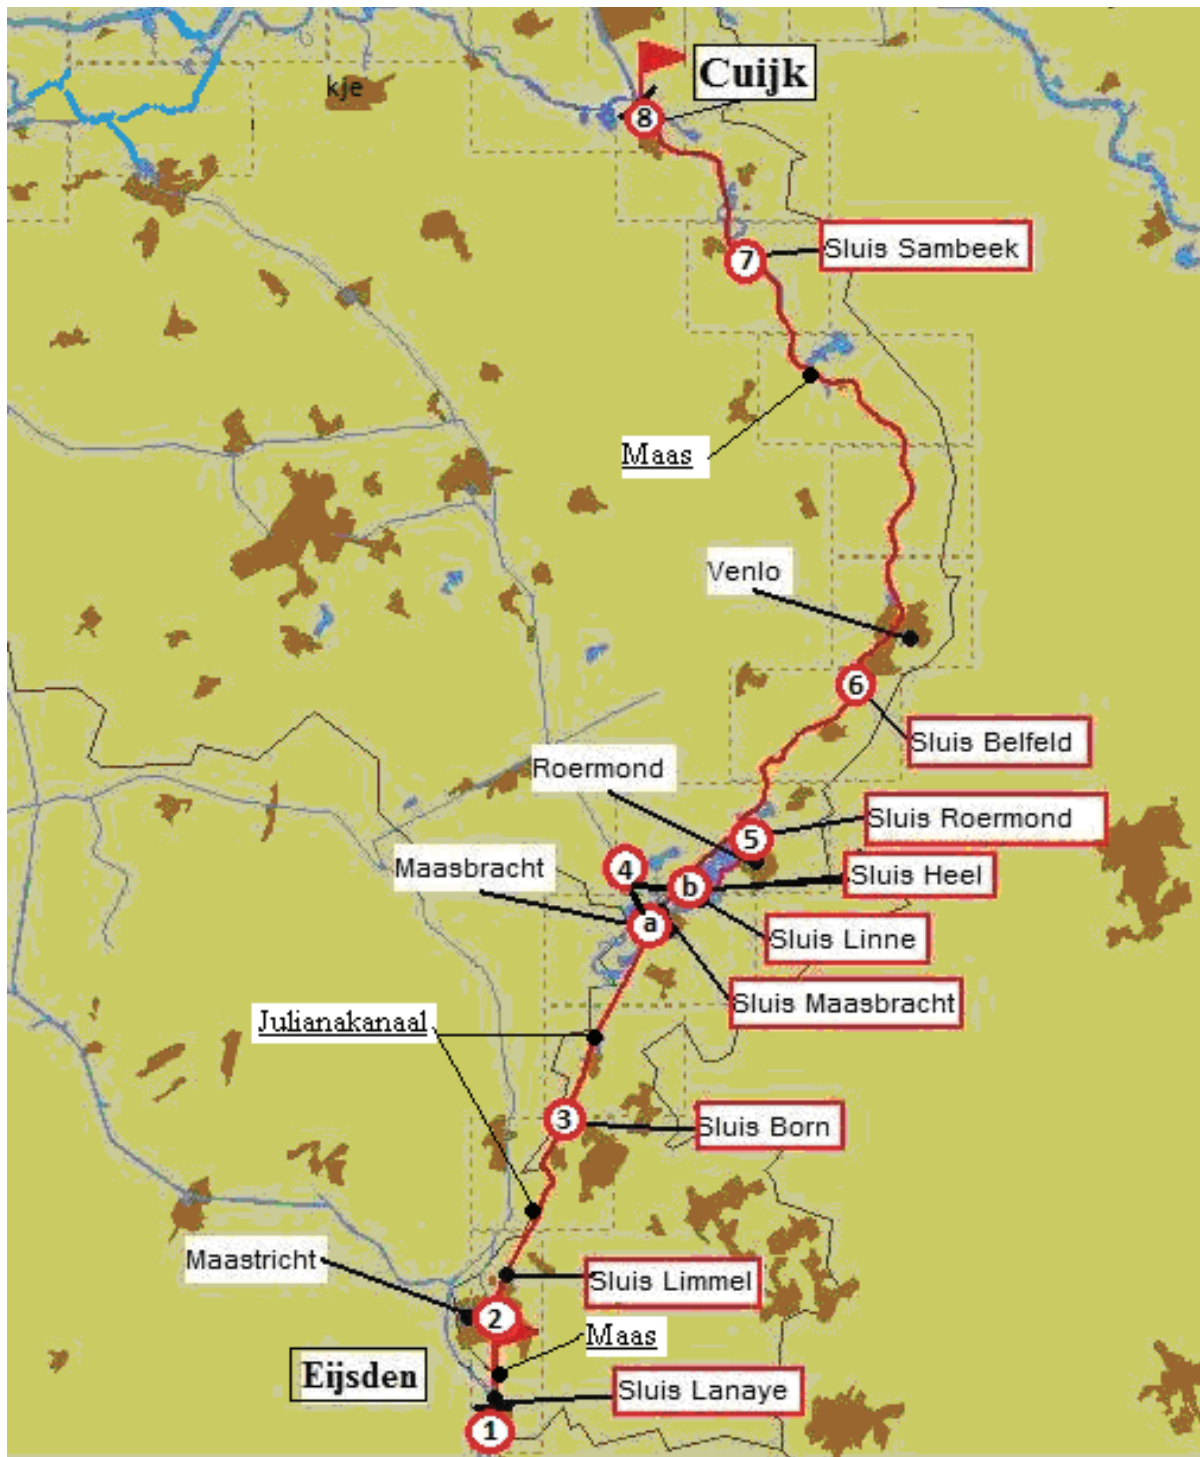 Cuijk
kje
8
Sluis Sambeek
7
Maas
Venlo
6
Sluis Belfeld
Roermond
Sluis Roermond
5
Maasbracht
4
b
Sluis Heel
a
Sluis Linne
Sluis Maasbracht
Julianakanaal
3
Sluis Born
Maastricht
Sluis Limmel
2
Maas
Eijsden
Sluis Lanaye
1